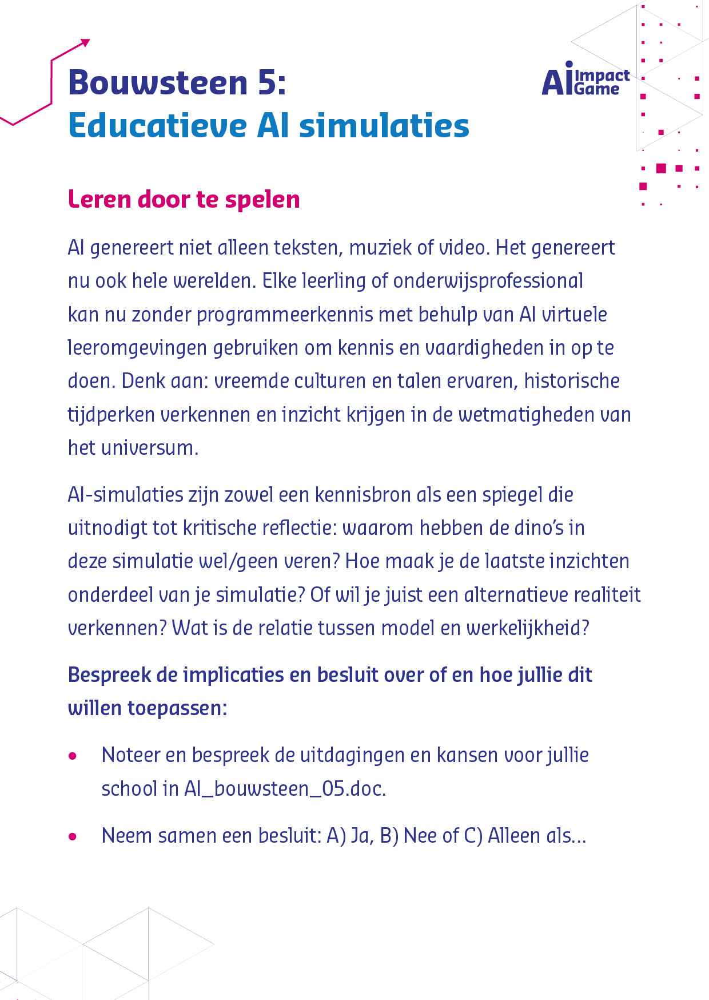 Bouwsteen 5:
Educatieve AI simulaties
Ai Impact
Game
Leren door te spelen
AI genereert niet alleen teksten, muziek of video. Het genereert
nu ook hele werelden. Elke leerling of onderwijsprofessional
kan nu zonder programmeerkennis met behulp van AI virtuele
leeromgevingen gebruiken om kennis en vaardigheden in op te
doen. Denk aan: vreemde culturen en talen ervaren, historische
tijdperken verkennen en inzicht krijgen in de wetmatigheden van
het universum.
AI-simulaties zijn zowel een kennisbron als een spiegel die
uitnodigt tot kritische reflectie: waarom hebben de dino’s in
deze simulatie wel/geen veren? Hoe maak je de laatste inzichten
onderdeel van je simulatie? Of wil je juist een alternatieve realiteit
verkennen? Wat is de relatie tussen model en werkelijkheid?
Bespreek de implicaties en besluit over of en hoe jullie dit
willen toepassen:
• Noteer en bespreek de uitdagingen en kansen voor jullie
school in AI_bouwsteen_05.doc.
• Neem samen een besluit: A) Ja, B) Nee of C) Alleen als...